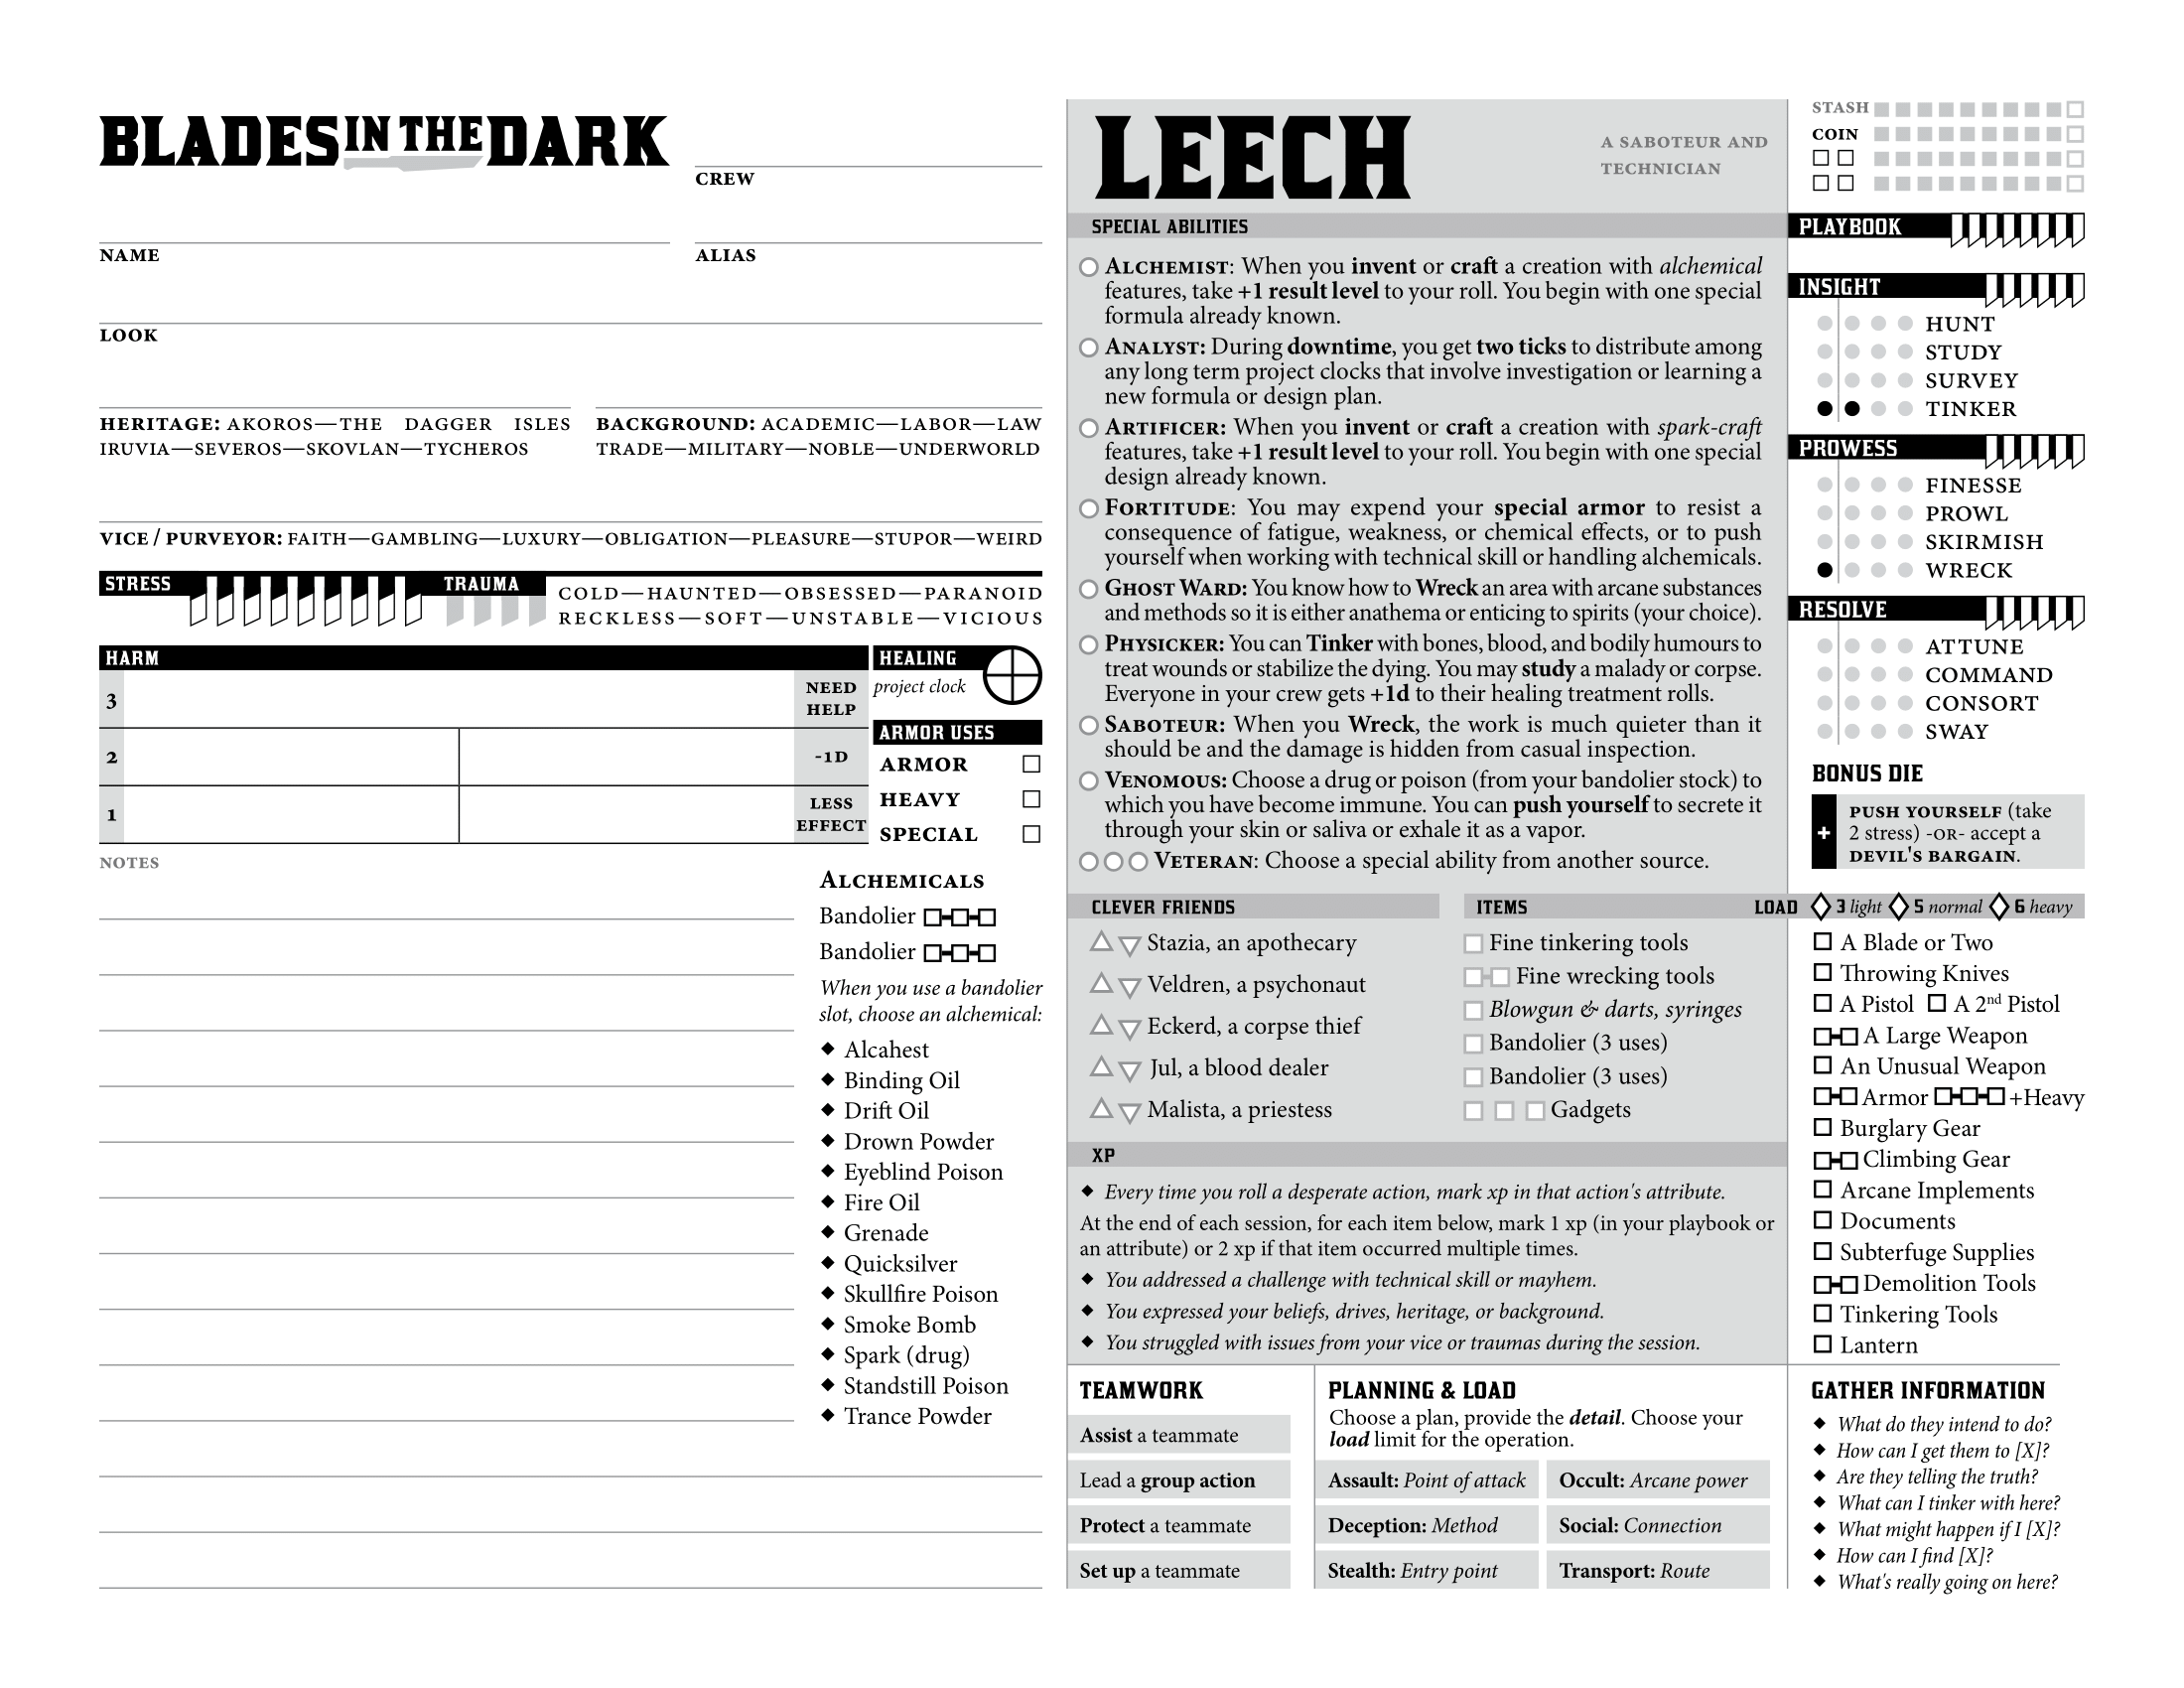 BLADES IN THE DARK
CREW
NAME
ALIAS
LOOK
HERITAGE: AKOROS—THE DAGGER ISLES
IRUVIA—SEVEROS—SKOVLAN—TYCHEROS
BACKGROUND: ACADEMIC—LABOR—LAW
TRADE—MILITARY—NOBLE—UNDERWORLD
VICE / PURVEYOR: FAITH—GAMBLING—LUXURY—OBLIGATION—PLEASURE—STUPOR—WEIRD
STRESS
TRAUMA
COLD—HAUNTED—OBSESSED—PARANOID
RECKLESS—SOFT—UNSTABLE—VICIOUS
HARM
3
NEED
HELP
2
-1D
1
LESS
EFFECT
HEALING
project clock
ARMOR USES
ARMOR
HEAVY
SPECIAL
NOTES
ALCHEMICALS
Bandolier
Bandolier
When you use a bandolier
slot, choose an alchemical:
Alcahest
Binding Oil
Drift Oil
Drown Powder
Eyeblind Poison
Fire Oil
Grenade
Quicksilver
Skullfire Poison
Smoke Bomb
Spark (drug)
Standstill Poison
Trance Powder
LEECH
A SABOTEUR AND
TECHNICIAN
SPECIAL ABILITIES
ALCHEMIST: When you invent or craft a creation with alchemical
features, take +1 result level to your roll. You begin with one special
formula already known.
ANALYST: During downtime, you get two ticks to distribute among
any long term project clocks that involve investigation or learning a
new formula or design plan.
ARTIFICER: When you invent or craft a creation with spark-craft
features, take +1 result level to your roll. You begin with one special
design already known.
FORTITUDE: You may expend your special armor to resist a
consequence of fatigue, weakness, or chemical effects, or to push
yourself when working with technical skill or handling alchemicals.
GHOST WARD: You know how to Wreck an area with arcane substances
and methods so it is either anathema or enticing to spirits (your choice).
PHYSICKER: You can Tinker with bones, blood, and bodily humours to
treat wounds or stabilize the dying. You may study a malady or corpse.
Everyone in your crew gets +1d to their healing treatment rolls.
SABOTEUR: When you Wreck, the work is much quieter than it
should be and the damage is hidden from casual inspection.
VENOMOUS: Choose a drug or poison (from your bandolier stock) to
which you have become immune. You can push yourself to secrete it
through your skin or saliva or exhale it as a vapor.
VETERAN: Choose a special ability from another source.
CLEVER FRIENDS
Stazia, an apothecary
Veldren, a psychonaut
Eckerd, a corpse thief
Jul, a blood dealer
Malista, a priestess
ITEMS
Fine tinkering tools
Fine wrecking tools
Blowgun & darts, syringes
Bandolier (3 uses)
Bandolier (3 uses)
Gadgets
XP
Every time you roll a desperate action, mark xp in that action's attribute.
At the end of each session, for each item below, mark 1 xp (in your playbook or
an attribute) or 2 xp if that item occurred multiple times.
You addressed a challenge with technical skill or mayhem.
You expressed your beliefs, drives, heritage, or background.
You struggled with issues from your vice or traumas during the session.
TEAMWORK
Assist a teammate
Lead a group action
Protect a teammate
Set up a teammate
PLANNING & LOAD
Choose a plan, provide the detail. Choose your
load limit for the operation.
Assault: Point of attack
Occult: Arcane power
Deception: Method
Social: Connection
Stealth: Entry point
Transport: Route
STASH
COIN
PLAYBOOK
INSIGHT
HUNT
STUDY
SURVEY
TINKER
PROWESS
FINESSE
PROWL
SKIRMISH
WRECK
RESOLVE
ATTUNE
COMMAND
CONSORT
SWAY
BONUS DIE
+
PUSH YOURSELF (take
2 stress) -OR- accept a
DEVIL'S BARGAIN.
LOAD 3 light 5 normal 6 heavy
A Blade or Two
Throwing Knives
A Pistol A 2nd Pistol
A Large Weapon
An Unusual Weapon
Armor +Heavy
Burglary Gear
Climbing Gear
Arcane Implements
Documents
Subterfuge Supplies
Demolition Tools
Tinkering Tools
Lantern
GATHER INFORMATION
What do they intend to do?
How can I get them to [X]?
Are they telling the truth?
What can I tinker with here?
What might happen if I [X]?
How can I find [X]?
What's really going on here?